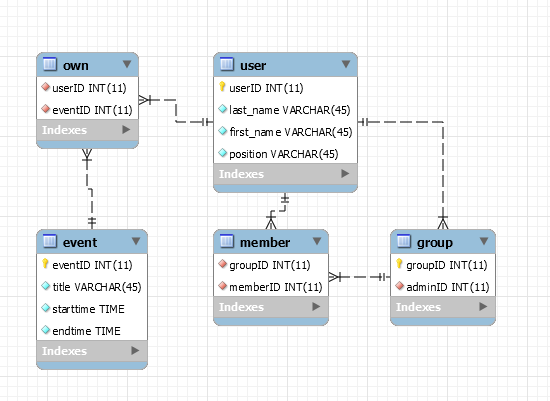 own
userID INT(11)
eventID INT(11)
Indexes
user
userID INT(11)
last_name VARCHAR(45)
first_name VARCHAR(45)
position VARCHAR(45)
Indexes
event
eventID INT(11)
title VARCHAR(45)
starttime TIME
endtime TIME
Indexes
member
groupID INT(11)
memberID INT(11)
Indexes
group
groupID INT(11)
adminID INT(11)
Indexes